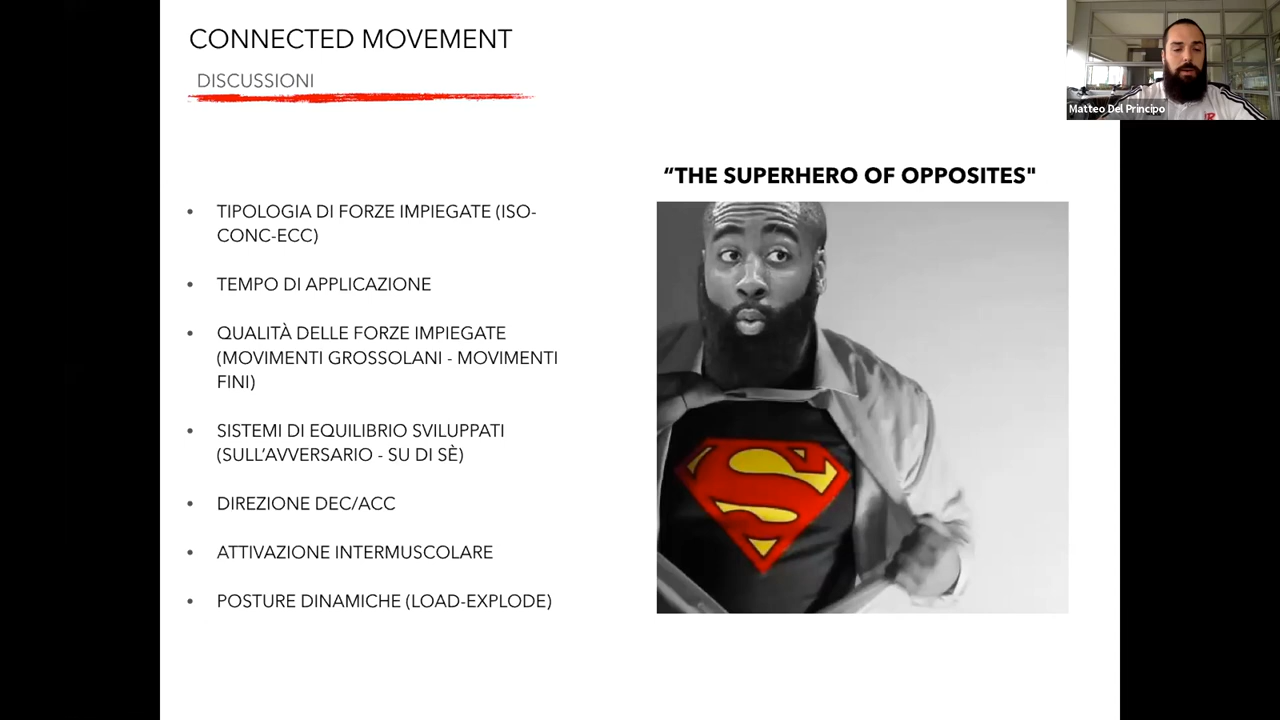 CONNECTED MOVEMENT
DISCUSSIONI
Matteo Del Principo
“THE SUPERHERO OF OPPOSITES"
• TIPOLOGIA DI FORZE IMPIEGATE (ISO-
CONC-ECC)
• TEMPO DI APPLICAZIONE
• QUALITÀ DELLE FORZE IMPIEGATE
(MOVIMENTI GROSSOLANI - MOVIMENTI
FINI)
• SISTEMI DI EQUILIBRIO SVILUPPATI
(SULL’AVVERSARIO - SU DI SÈ)
• DIREZIONE DEC/ACC
• ATTIVAZIONE INTERMUSCOLARE
• POSTURE DINAMICHE (LOAD-EXPLODE)
S